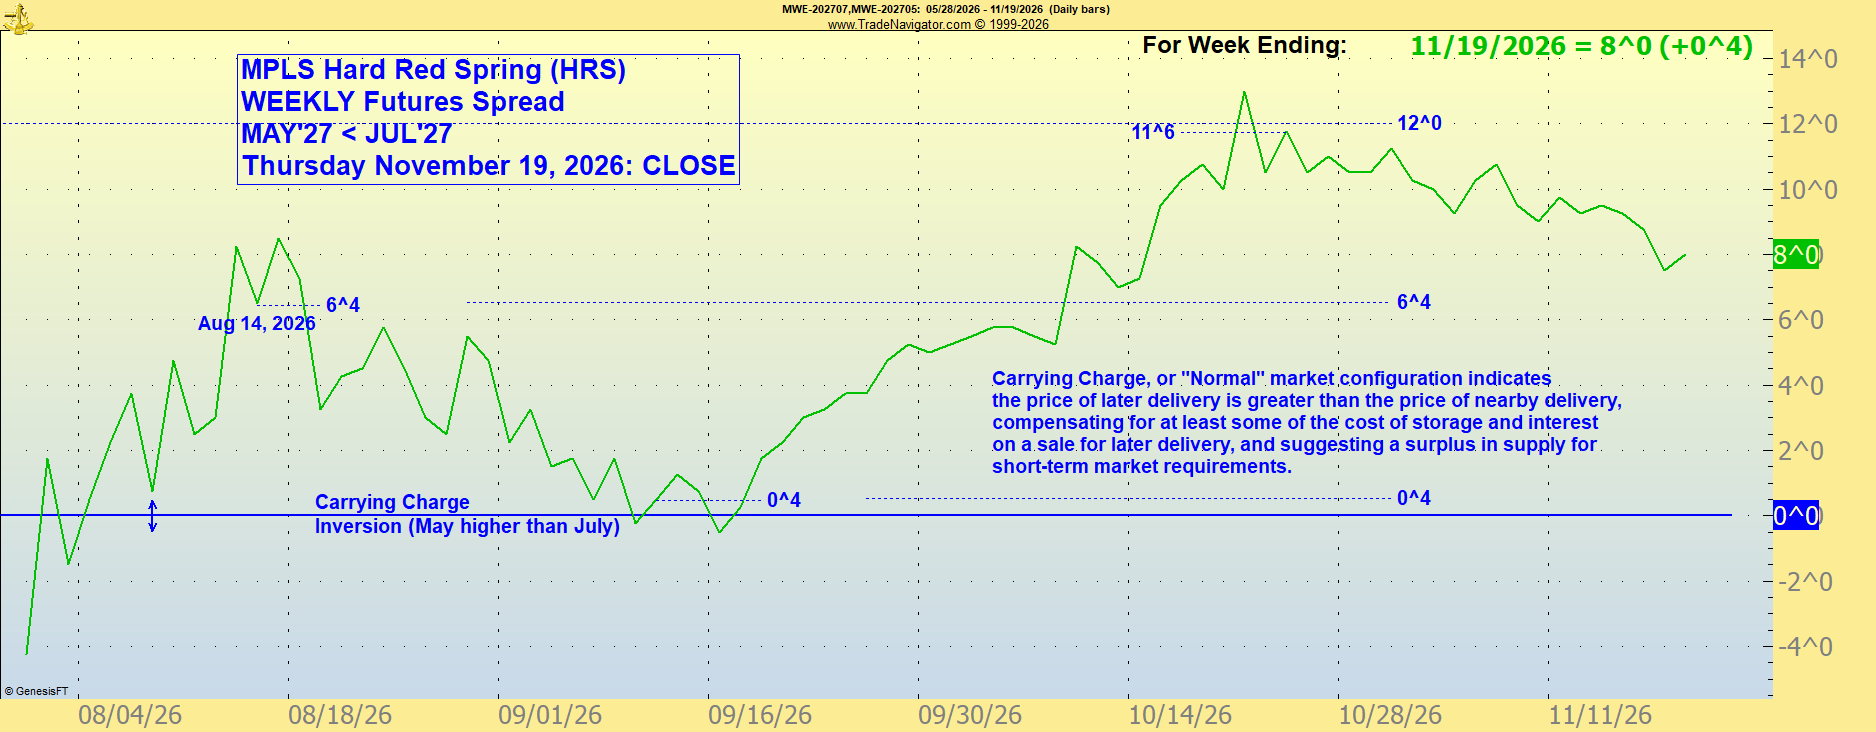 MWE-202707,MWE-202705: 05/28/2026 - 11/19/2026 (Daily bars)
www.TradeNavigator.com © 1999-2026
For Week Ending: 11/19/2026 = 8^0 (+0^4)
MPLS Hard Red Spring (HRS)
WEEKLY Futures Spread
MAY'27 < JUL'27
Thursday November 19, 2026: CLOSE
14^0
12^0
11^6
12^0
10^0
8^0
6^4
6^4
Aug 14, 2026
6^0
Carrying Charge, or "Normal" market configuration indicates
the price of later delivery is greater than the price of nearby delivery,
compensating for at least some of the cost of storage and interest
on a sale for later delivery, and suggesting a surplus in supply for
short-term market requirements.
4^0
2^0
Carrying Charge
0^4
0^4
Inversion (May higher than July)
0^0
-2^0
-4^0
© GenesisFT
08/04/26 08/18/26 09/01/26 09/16/26 09/30/26 10/14/26 10/28/26 11/11/26